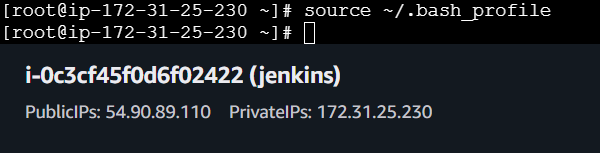 [root@ip-172-31-25-230 ~]# source ~/.bash_profile
[root@ip-172-31-25-230 ~]#
i-0c3cf45f0d6f02422 (jenkins)
PublicIPs: 54.90.89.110 PrivateIPs: 172.31.25.230